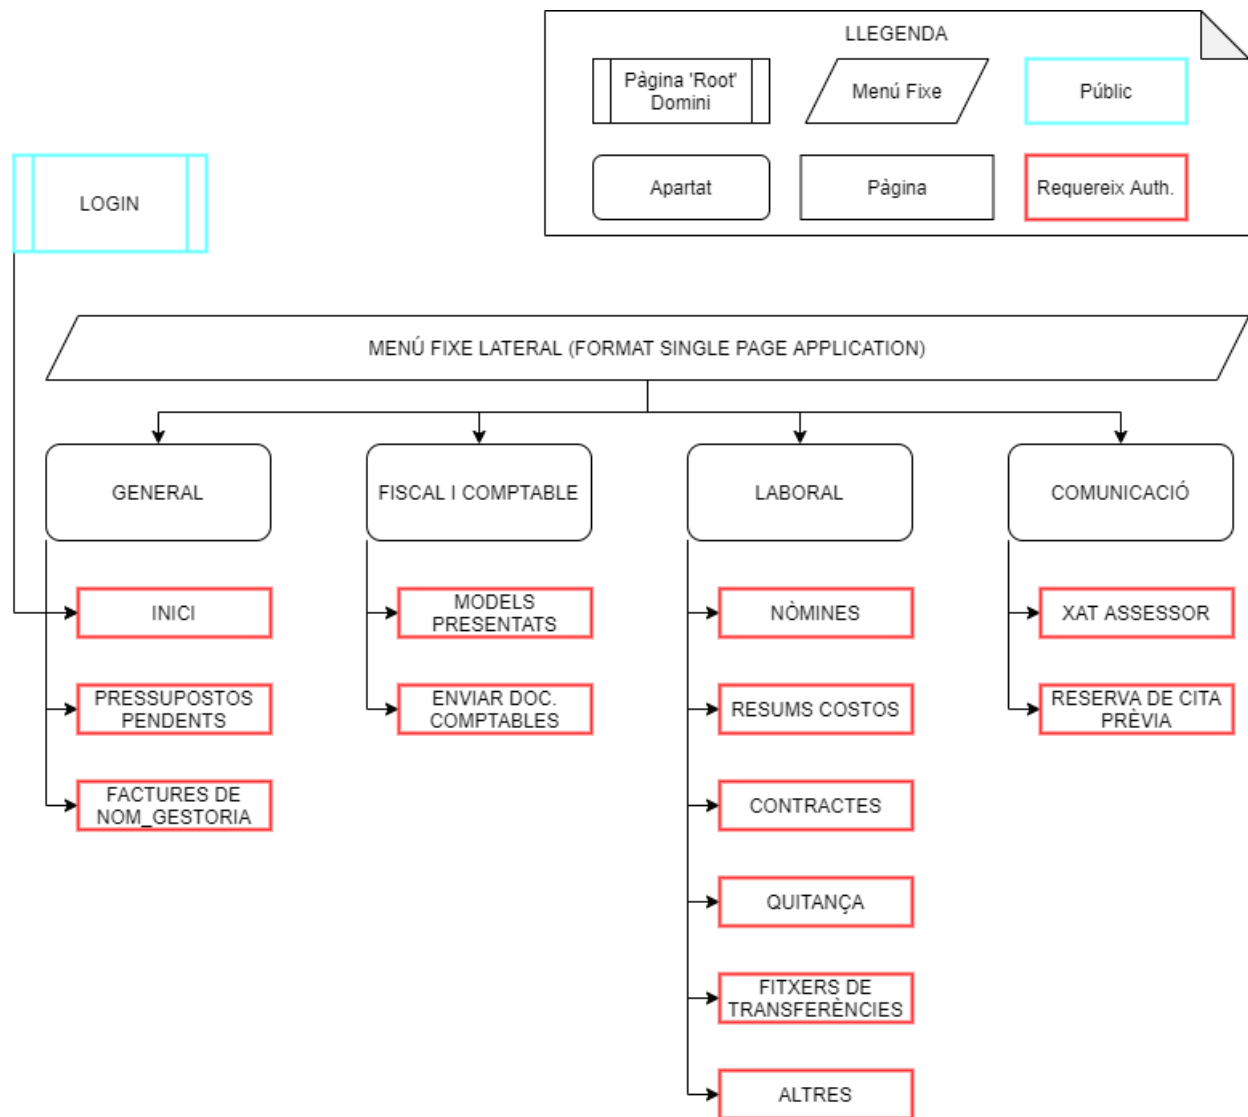 LLEGENDA
Pàgina 'Root'
Domini
Menú Fixe
Públic
Apartat
Pàgina
Requereix Auth.
LOGIN
MENÚ FIXE LATERAL (FORMAT SINGLE PAGE APPLICATION)
GENERAL
FISCAL I COMPTABLE
LABORAL
COMUNICACIÓ
INICI
PRESSUPOSTOS
PENDENTS
FACTURES DE
NOM_GESTORIA
MODELS
PRESENTATS
ENVIAR DOC.
COMPTABLES
NÒMINES
RESUMS COSTOS
CONTRACTES
QUITANÇA
FITXERS DE
TRANSFERÈNCIES
ALTRES
XAT ASSESSOR
RESERVA DE CITA
PRÈVIA